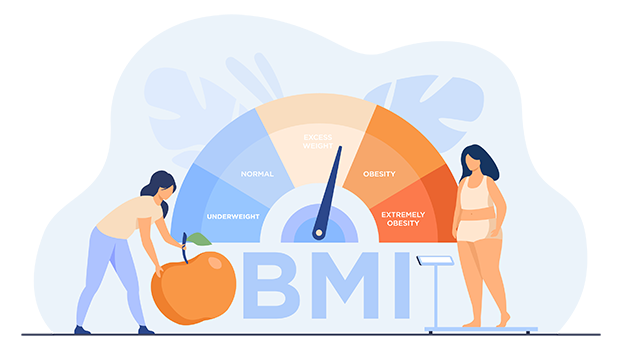 EXCESS
WEIGHT
NORMAL
OBESITY
UNDERWEIGHT
EXTREMELY
OBESITY
BMI